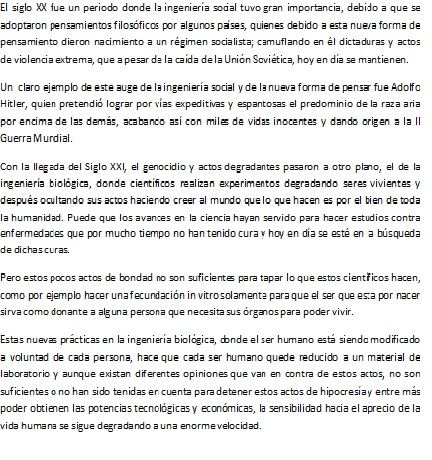 El siglo XX fue un periodo donde la ingeniería social tuvo gran importancia, debido a que se
adoptaron pensamientos filosóficos por algunos países, quienes debido a esta nueva forma de
pensamiento dieron nacimiento a un régimen socialista; camuflando en él dictaduras y actos
de violencia extrema, que a pesar de la caída de la Unión Soviética, hoy en día se mantienen.
Un claro ejemplo de este auge de la ingeniería social y de la nueva forma de pensar fue Adolfo
Hitler, quien pretendió lograr por vías expeditivas y espantosas el predominio de la raza aria
por encima de las demás, acabando así con miles de vidas inocentes y dando origen a la II
Guerra Mundial.
Con la llegada del Siglo XXI, el genocidio y actos degradantes pasaron a otro plano, el de la
ingeniería biológica, donde científicos realizan experimentos degradando seres vivientes y
después ocultando sus actos haciendo creer al mundo que lo que hacen es por el bien de toda
la humanidad. Puede que los avances en la ciencia hayan servido para hacer estudios contra
enfermedades que por mucho tiempo no han tenido cura y hoy en día se esté en a búsqueda
de dichas curas.
Pero estos pocos actos de bondad no son suficientes para tapar lo que estos científicos hacen,
como por ejemplo hacer una fecundación in vitro solamente para que el ser que esta por nacer
sirva como donante a alguna persona que necesita sus órganos para poder vivir.
Estas nuevas prácticas en la ingeniería biológica, donde el ser humano está siendo modificado
a voluntad de cada persona, hace que cada ser humano quede reducido a un material de
laboratorio y aunque existan diferentes opiniones que van en contra de estos actos, no son
suficientes o no han sido tenidas en cuenta para detener estos actos de hipocresía y entre más
poder obtienen las potencias tecnológicas y económicas, la sensibilidad hacia el aprecio de la
vida humana se sigue degradando a una enorme velocidad.